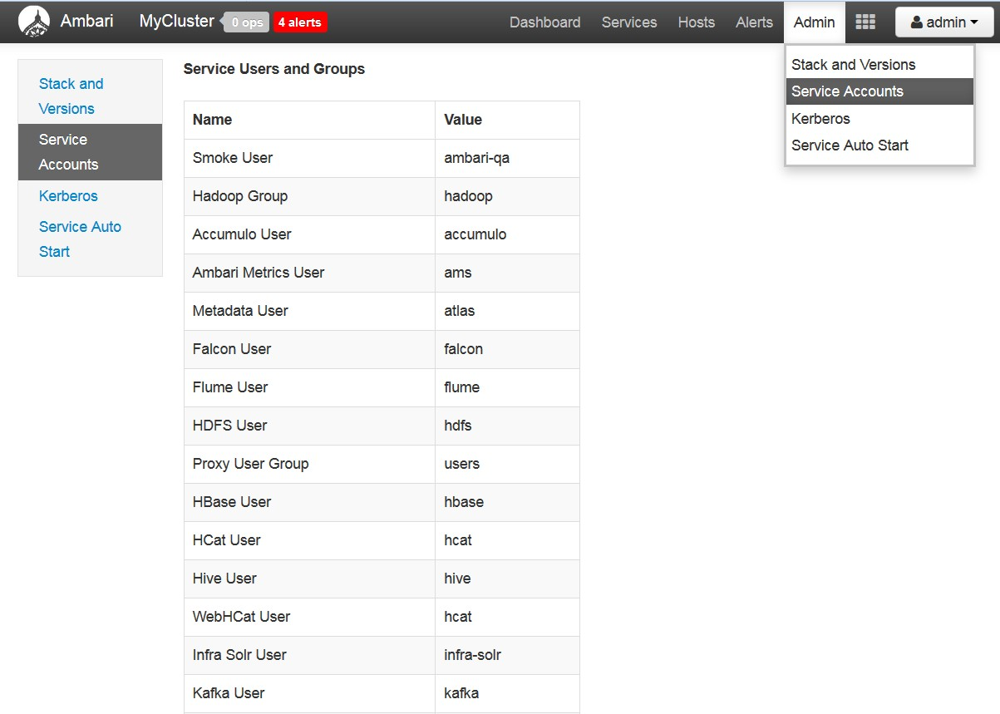 Ambari MyCluster 0 ops 4 alerts Dashboard Services Hosts Alerts Admin admin
Stack and Versions
Service Accounts
Kerberos
Service Auto Start
Stack and
Versions
Service
Accounts
Kerberos
Service Auto
Start
Service Users and Groups
Name Value
Smoke User ambari-qa
Hadoop Group hadoop
Accumulo User accumulo
Ambari Metrics User ams
Metadata User atlas
Falcon User falcon
Flume User flume
HDFS User hdfs
Proxy User Group users
HBase User hbase
HCat User hcat
Hive User hive
WebHCat User hcat
Infra Solr User infra-solr
Kafka User kafka